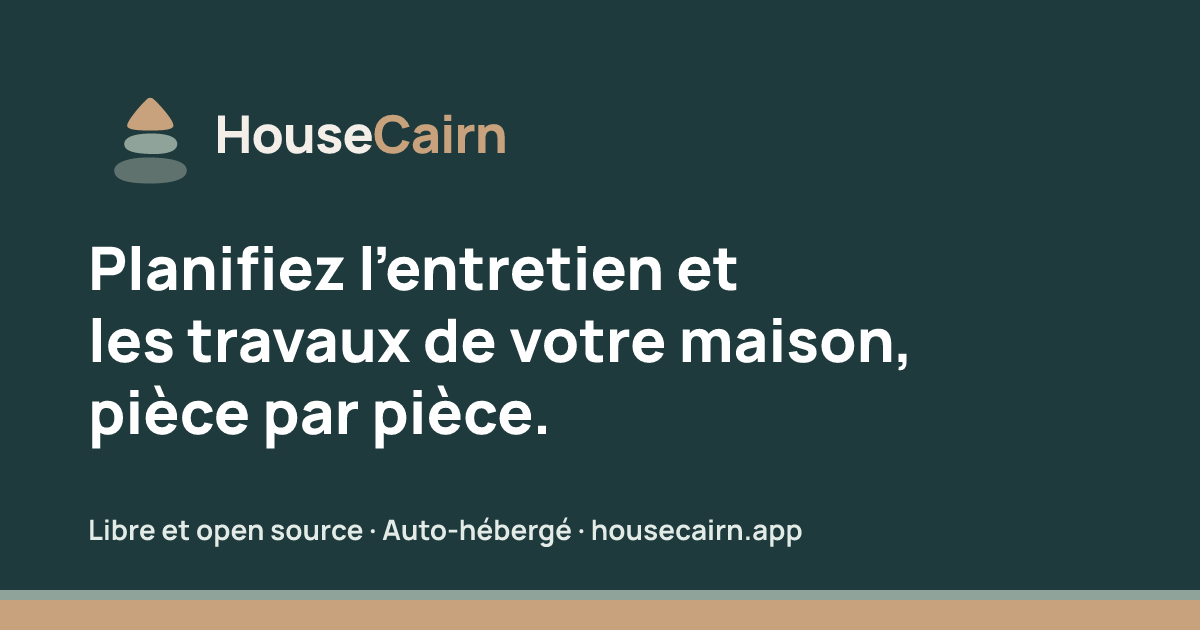 HouseCairn
Planifiez l’entretien et
les travaux de votre maison,
pièce par pièce.
Libre et open source · Auto-hébergé · housecairn.app